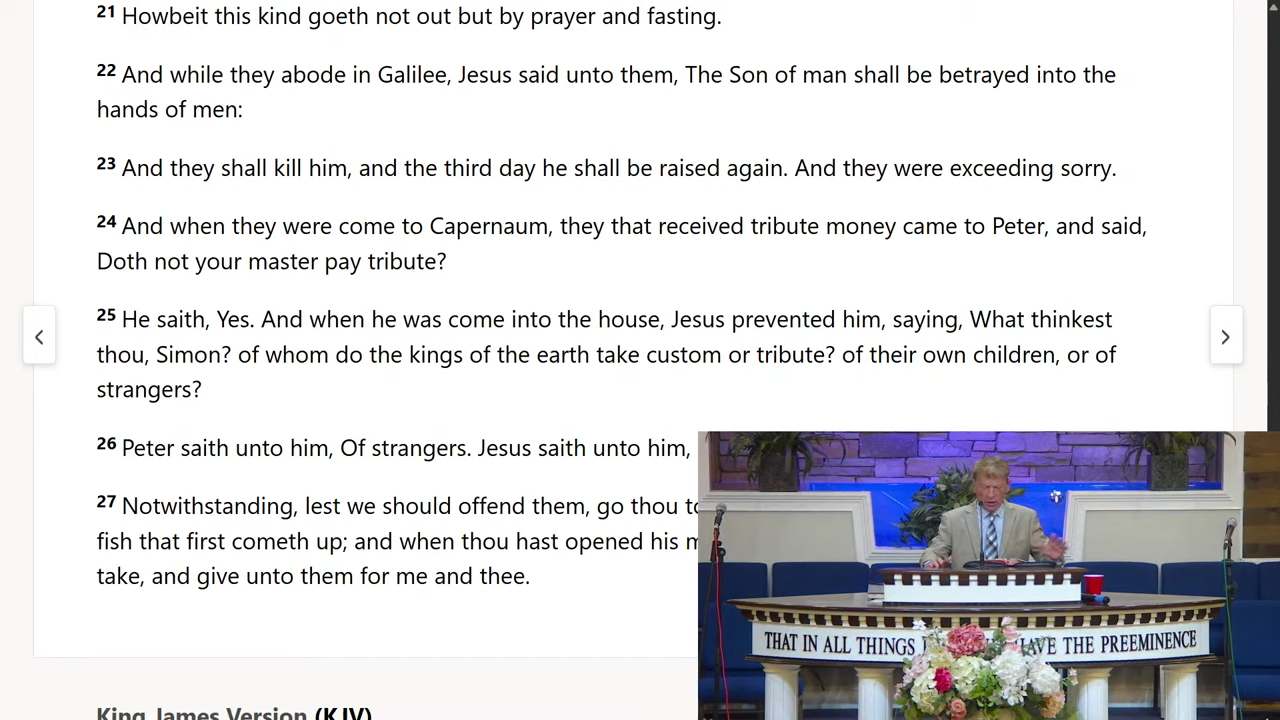 21 Howbeit this kind goeth not out but by prayer and fasting.
22 And while they abode in Galilee, Jesus said unto them, The Son of man shall be betrayed into the
hands of men:
23 And they shall kill him, and the third day he shall be raised again. And they were exceeding sorry.
24 And when they were come to Capernaum, they that received tribute money came to Peter, and said,
Doth not your master pay tribute?
25 He saith, Yes. And when he was come into the house, Jesus prevented him, saying, What thinkest
thou, Simon? of whom do the kings of the earth take custom or tribute? of their own children, or of
strangers?
26 Peter saith unto him, Of strangers. Jesus saith unto him,
27 Notwithstanding, lest we should offend them, go thou
fish that first cometh up; and when thou hast opened his
take, and give unto them for me and thee.
THAT IN ALL THINGS HAVE THE PREEMINENCE
King James Version (KJV)